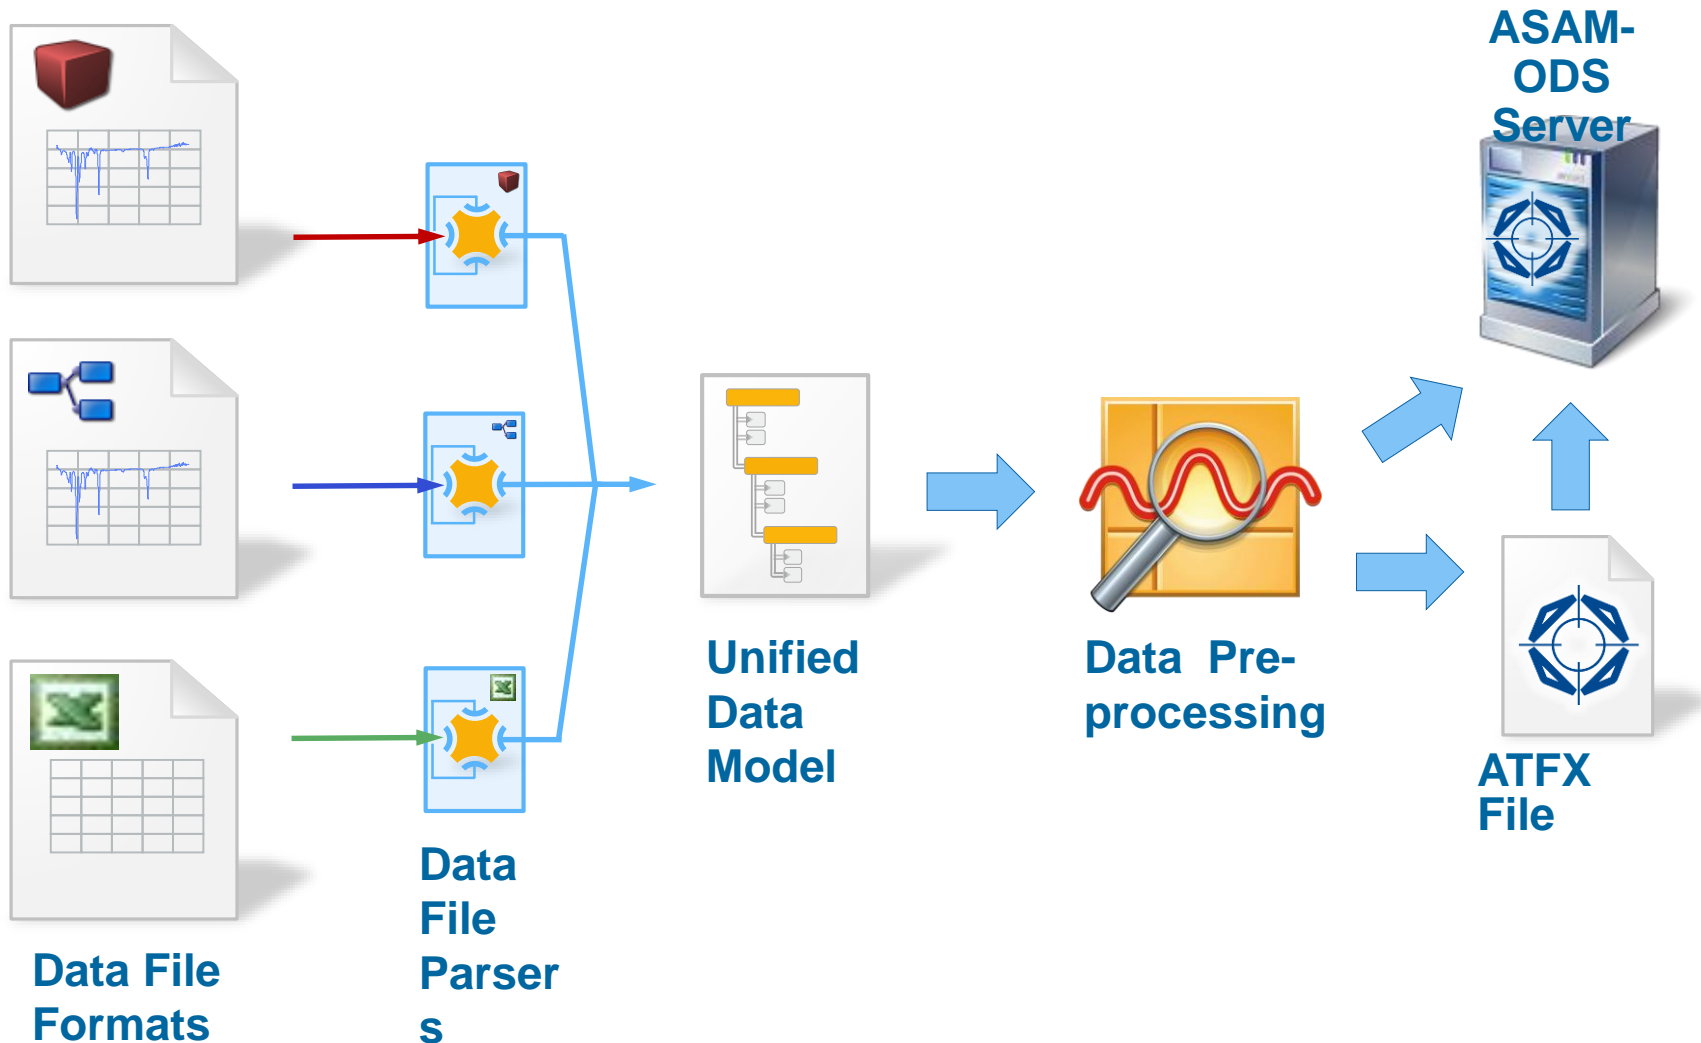 ASAM-
ODS
Server
Unified
Data
Model
Data  Pre-
processing
ATFX
File
Data
File
Parser
s
Data File
Formats